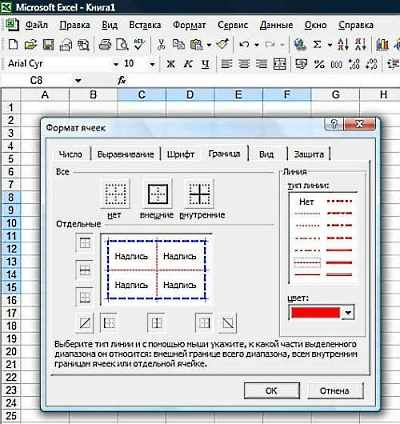 Microsoft Excel - Книга1
Файл Правка Вид Вставка Формат Сервис Данные Окно Справка
Arial Cyr 10 Ж К Ч
C8
A B C D E F G H
1
2
3
4
5
6
7
8
9
10
11
12
13
14
15
16
17
18
19
20
21
22
23
24
25
Формат ячеек
Число Выравнивание Шрифт Граница Вид Защита
Все
нет внешние внутренние
Отдельные
Надпись Надпись
Надпись Надпись
Линия
тип линии:
Нет
цвет:
Выберите тип линии и с помощью мыши укажите, к какой части выделенного
диапазона он относится: внешней границе всего диапазона, всем внутренним
границам ячеек или отдельной ячейке.
ОК Отмена